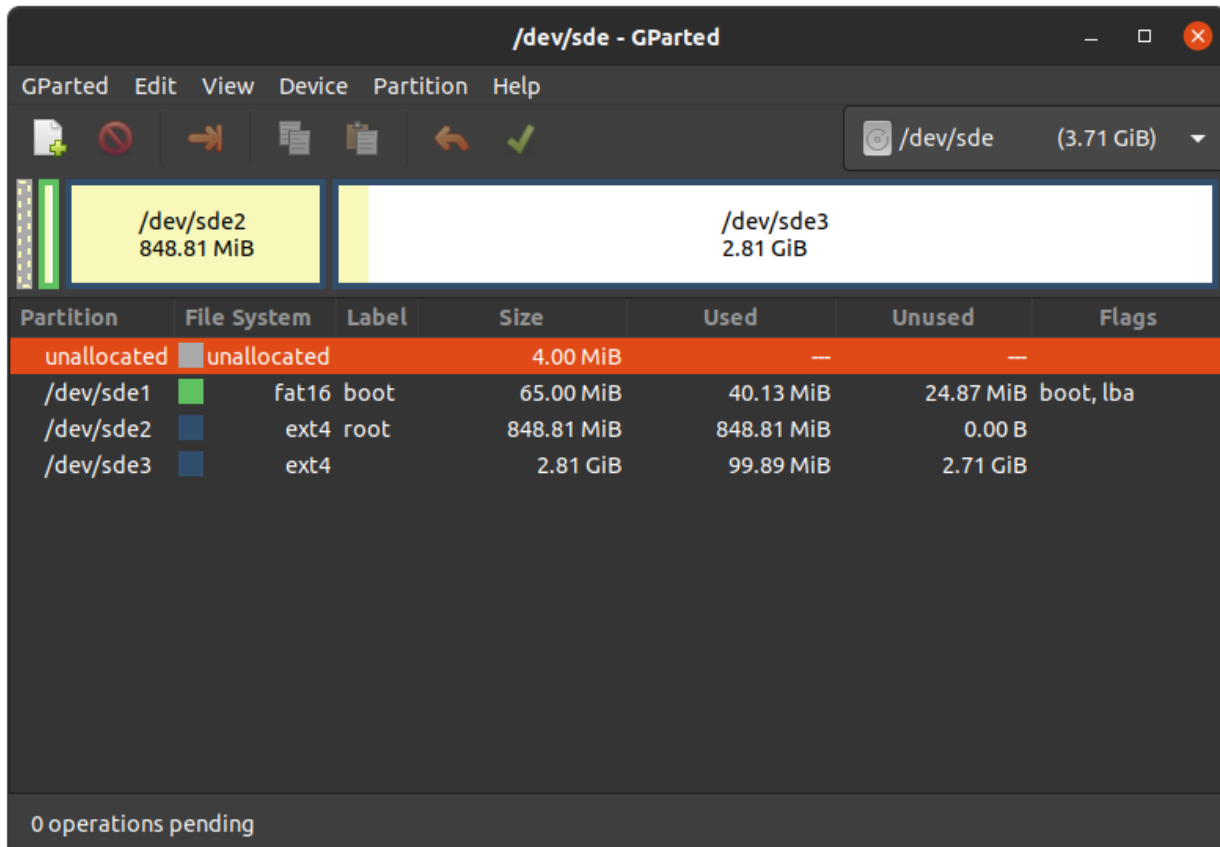 /dev/sde - GParted
GParted Edit View Device Partition Help
/dev/sde (3.71 GiB)
/dev/sde2 /dev/sde3
848.81 MiB 2.81 GiB
Partition File System Label Size Used Unused Flags
unallocated unallocated 4.00 MiB --- ---
/dev/sde1 fat16 boot 65.00 MiB 40.13 MiB 24.87 MiB boot, lba
/dev/sde2 ext4 root 848.81 MiB 848.81 MiB 0.00 B
/dev/sde3 ext4 2.81 GiB 99.89 MiB 2.71 GiB
0 operations pending